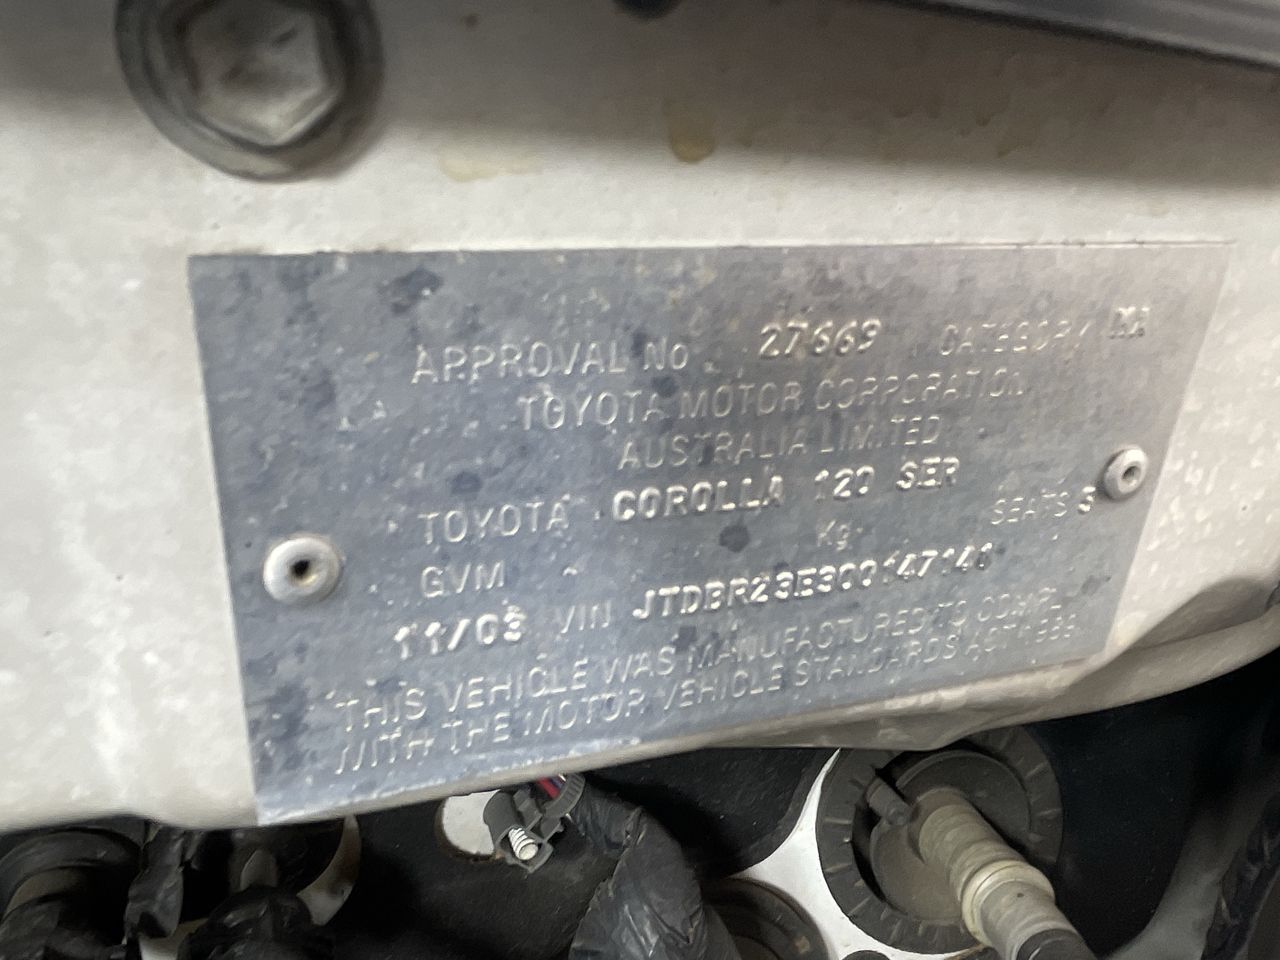 APPROVAL No 27669 CATEGORY MA
TOYOTA MOTOR CORPORATION
AUSTRALIA LIMITED
TOYOTA COROLLA 120 SER
GVM Kg SEATS
11/03 VIN
THIS VEHICLE WAS MANUFACTURED TO COMPLY
WITH THE MOTOR VEHICLE STANDARDS ACT 1989